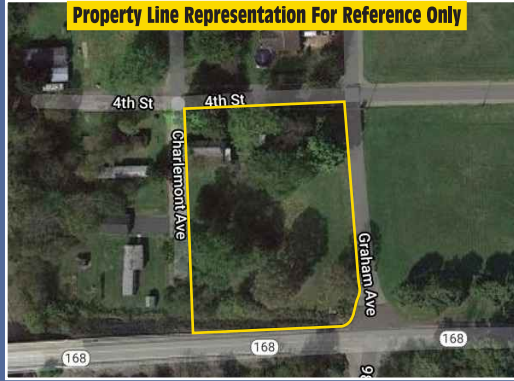 Property Line Representation For Reference Only
4th St
4th St
Charlemont Ave
Graham Ave
168
168
168